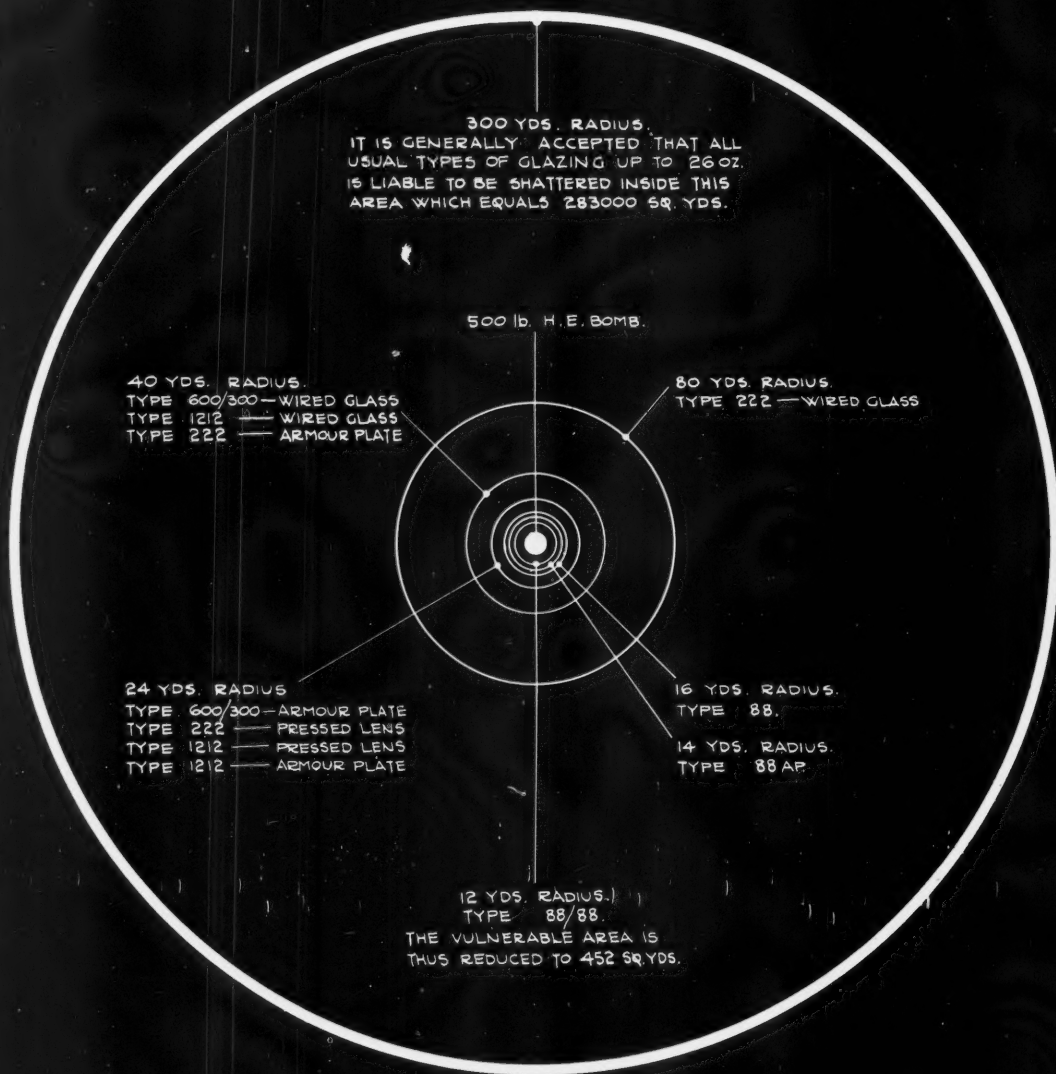 300 YDS. RADIUS.
IT IS GENERALLY ACCEPTED THAT ALL
USUAL TYPES OF GLAZING UP TO 26 OZ.
IS LIABLE TO BE SHATTERED INSIDE THIS
AREA WHICH EQUALS 283000 SQ. YDS.
500 lb. H.E. BOMB.
40 YDS. RADIUS.
TYPE 600/300 — WIRED GLASS
TYPE 1212 — WIRED GLASS
TYPE 222 — ARMOUR PLATE
80 YDS. RADIUS.
TYPE 222 — WIRED GLASS
24 YDS. RADIUS
TYPE 600/300 — ARMOUR PLATE
TYPE 222 — PRESSED LENS
TYPE 1212 — PRESSED LENS
TYPE 1212 — ARMOUR PLATE
16 YDS. RADIUS.
TYPE 88.
14 YDS. RADIUS.
TYPE 88 AP.
12 YDS. RADIUS.
TYPE 88/88.
THE VULNERABLE AREA IS
THUS REDUCED TO 452 SQ. YDS.